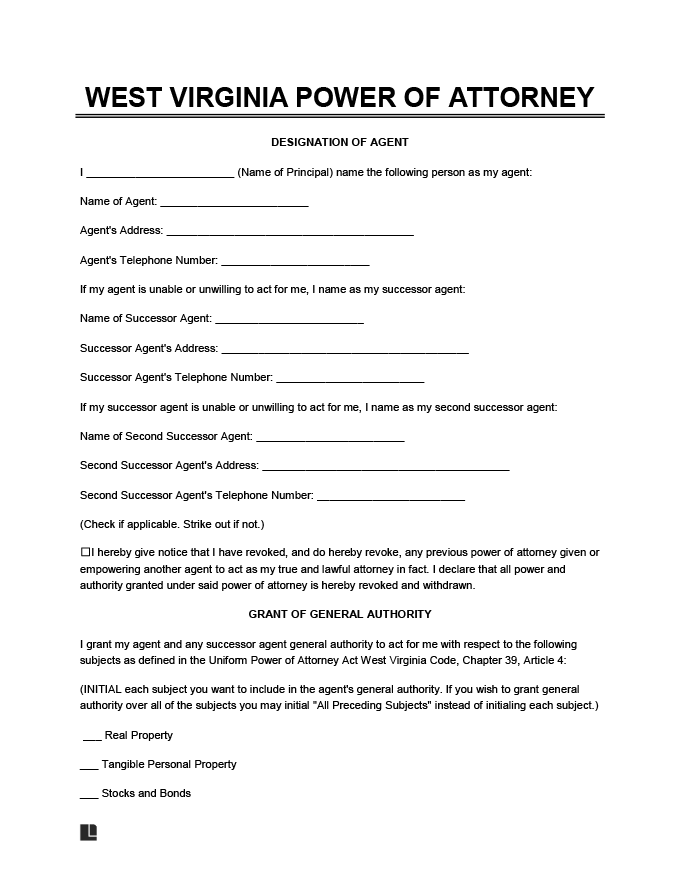 WEST VIRGINIA POWER OF ATTORNEY
DESIGNATION OF AGENT
I ________________________ (Name of Principal) name the following person as my agent:
Name of Agent: ________________________
Agent's Address: ________________________________________
Agent's Telephone Number: ________________________
If my agent is unable or unwilling to act for me, I name as my successor agent:
Name of Successor Agent: ________________________
Successor Agent's Address: ________________________________________
Successor Agent's Telephone Number: ________________________
If my successor agent is unable or unwilling to act for me, I name as my second successor agent:
Name of Second Successor Agent: ________________________
Second Successor Agent's Address: ________________________________________
Second Successor Agent's Telephone Number: ________________________
(Check if applicable. Strike out if not.)
☐I hereby give notice that I have revoked, and do hereby revoke, any previous power of attorney given or
empowering another agent to act as my true and lawful attorney in fact. I declare that all power and
authority granted under said power of attorney is hereby revoked and withdrawn.
GRANT OF GENERAL AUTHORITY
I grant my agent and any successor agent general authority to act for me with respect to the following
subjects as defined in the Uniform Power of Attorney Act West Virginia Code, Chapter 39, Article 4:
(INITIAL each subject you want to include in the agent's general authority. If you wish to grant general
authority over all of the subjects you may initial "All Preceding Subjects" instead of initialing each subject.)
___ Real Property
___ Tangible Personal Property
___ Stocks and Bonds